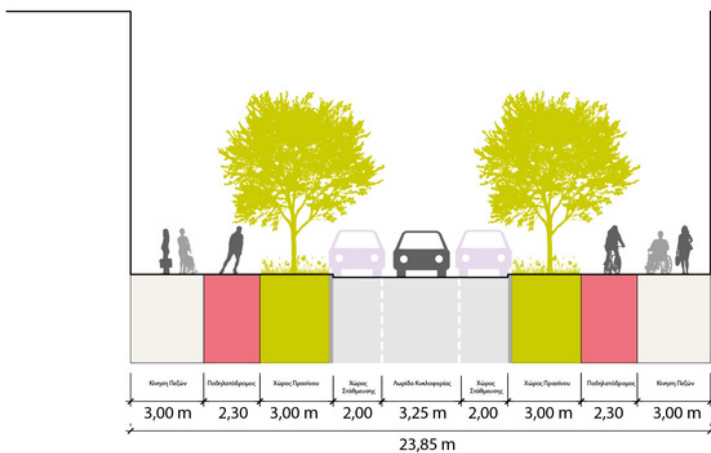 Κίνηση Πεζών
Ποδηλατόδρομος
Χώρος Πρασίνου
Χώρος
Στάθμευσης
Λωρίδα Κυκλοφορίας
Χώρος
Στάθμευσης
Χώρος Πρασίνου
Ποδηλατόδρομος
Κίνηση Πεζών
3,00 m
2,30
3,00 m
2,00
3,25 m
2,00
3,00 m
2,30
3,00 m
23,85 m